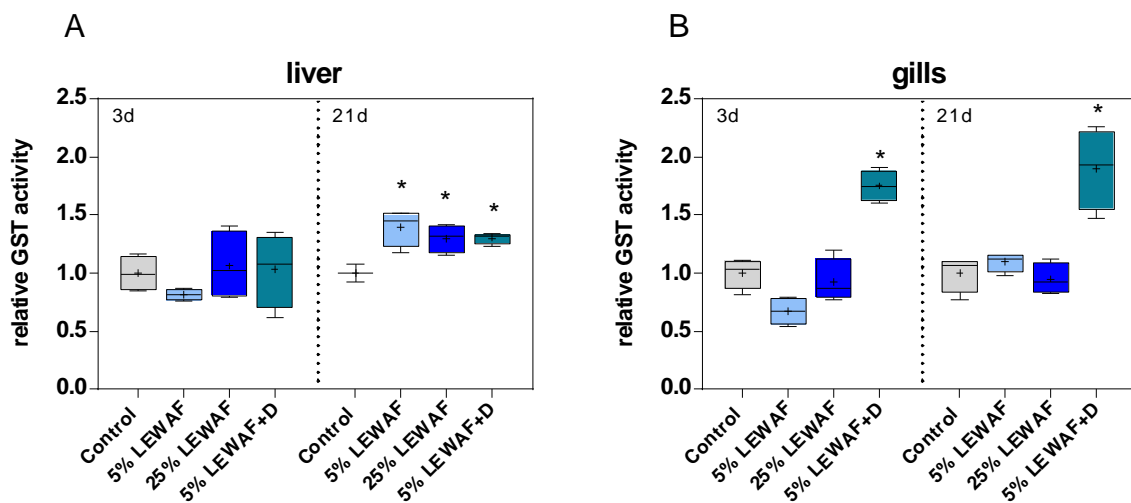 A
liver
relative GST activity
2.5
2.0
1.5
1.0
0.5
0.0
3d
21d
*
*
*
Control
5% LEWAF
25% LEWAF
5% LEWAF+D
Control
5% LEWAF
25% LEWAF
5% LEWAF+D
B
gills
relative GST activity
2.5
2.0
1.5
1.0
0.5
0.0
3d
21d
*
*
Control
5% LEWAF
25% LEWAF
5% LEWAF+D
Control
5% LEWAF
25% LEWAF
5% LEWAF+D